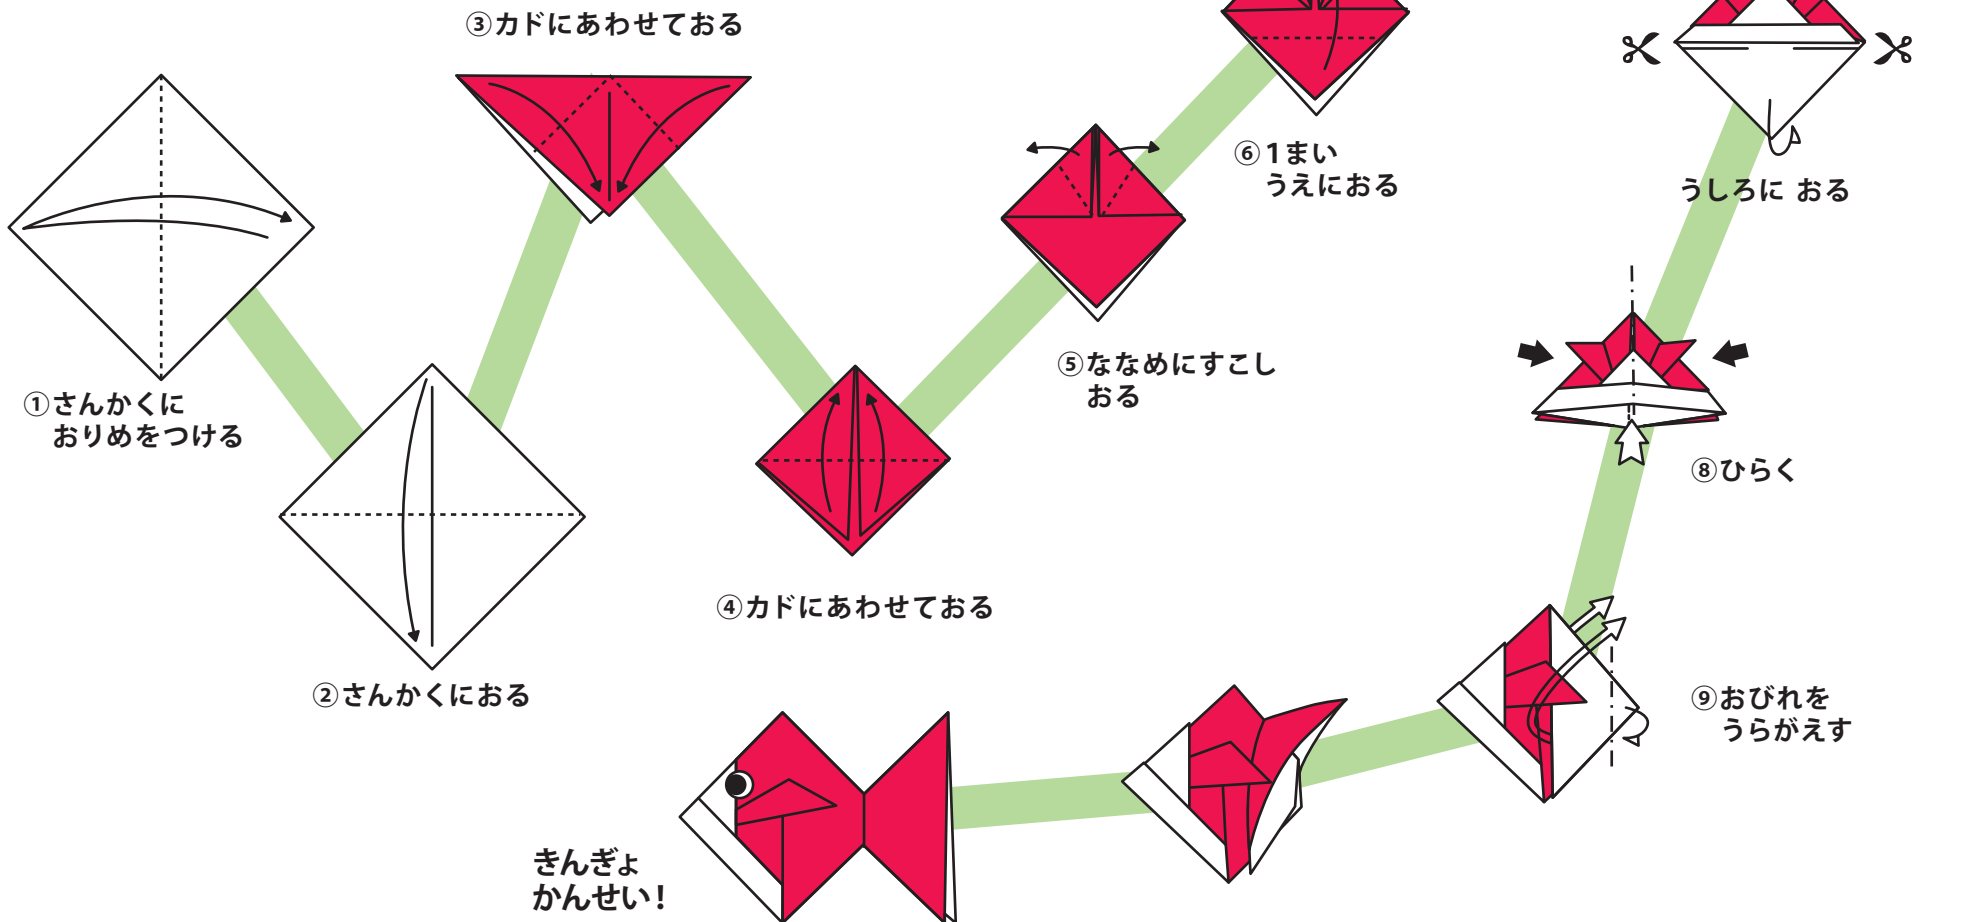 ①さんかくに
おりめをつける
②さんかくにおる
③カドにあわせておる
④カドにあわせておる
⑤ななめにすこし
おる
⑥1まい
うえにおる
うしろに おる
⑧ひらく
⑨おびれを
うらがえす
きんぎょ
かんせい!